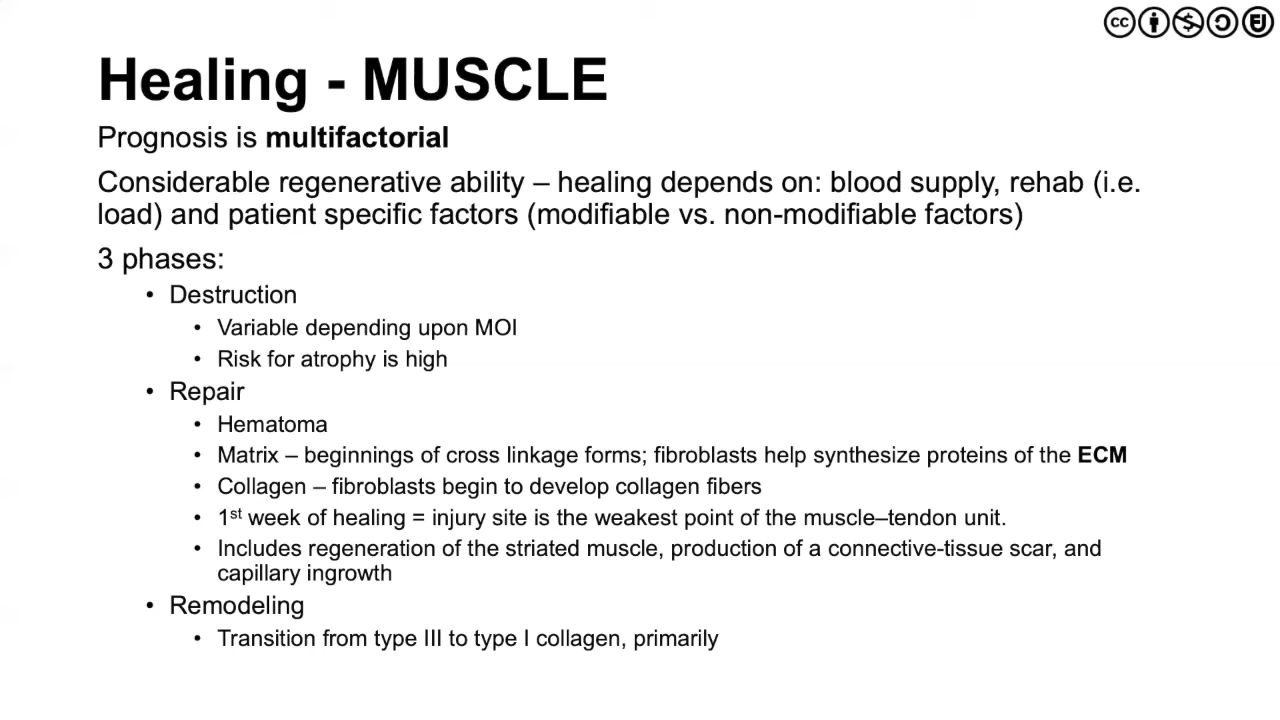 Healing - MUSCLE
Prognosis is multifactorial
Considerable regenerative ability – healing depends on: blood supply, rehab (i.e.
load) and patient specific factors (modifiable vs. non-modifiable factors)
3 phases:
• Destruction
• Variable depending upon MOI
• Risk for atrophy is high
• Repair
• Hematoma
• Matrix – beginnings of cross linkage forms; fibroblasts help synthesize proteins of the ECM
• Collagen – fibroblasts begin to develop collagen fibers
• 1st week of healing = injury site is the weakest point of the muscle–tendon unit.
• Includes regeneration of the striated muscle, production of a connective-tissue scar, and
capillary ingrowth
• Remodeling
• Transition from type III to type I collagen, primarily